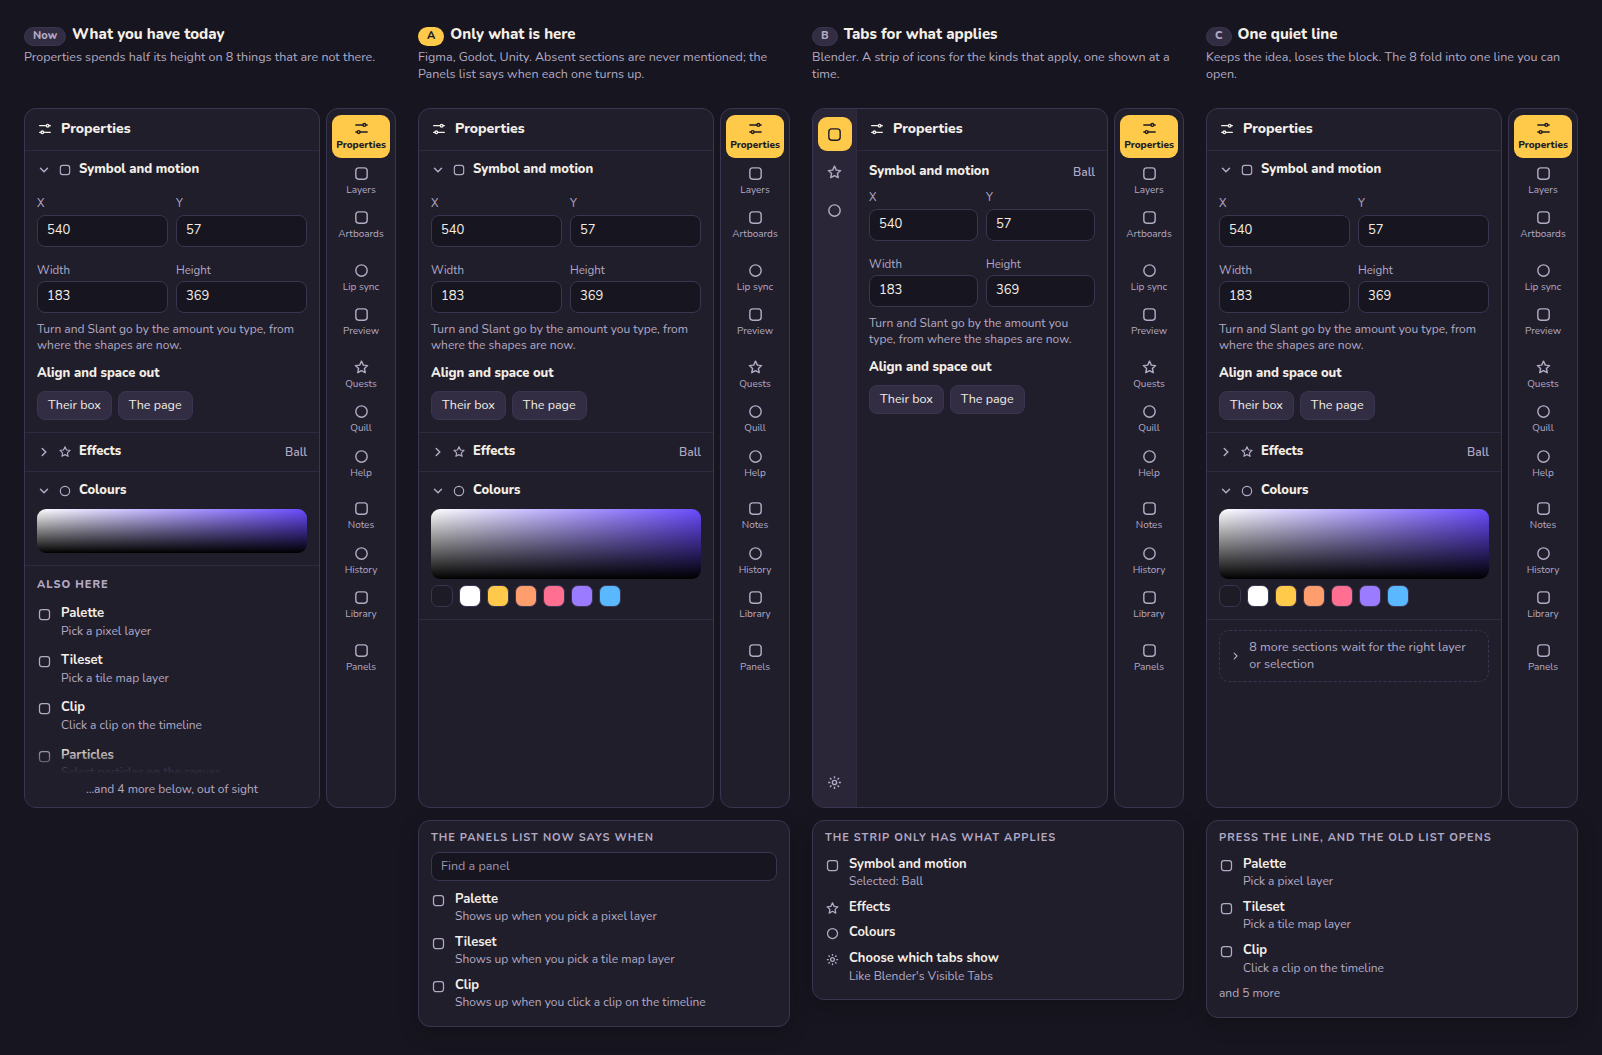 Now What you have today
Properties spends half its height on 8 things that are not there.
Properties
Symbol and motion
X Y
540 57
Width Height
183 369
Turn and Slant go by the amount you type, from
where the shapes are now.
Align and space out
Their box The page
Effects Ball
Colours
ALSO HERE
Palette
Pick a pixel layer
Tileset
Pick a tile map layer
Clip
Click a clip on the timeline
Particles
Select particles on the canvas
...and 4 more below, out of sight
Properties
Layers
Artboards
Lip sync
Preview
Quests
Quill
Help
Notes
History
Library
Panels
A Only what is here
Figma, Godot, Unity. Absent sections are never mentioned; the
Panels list says when each one turns up.
Properties
Symbol and motion
X Y
540 57
Width Height
183 369
Turn and Slant go by the amount you type, from
where the shapes are now.
Align and space out
Their box The page
Effects Ball
Colours
Properties
Layers
Artboards
Lip sync
Preview
Quests
Quill
Help
Notes
History
Library
Panels
THE PANELS LIST NOW SAYS WHEN
Find a panel
Palette
Shows up when you pick a pixel layer
Tileset
Shows up when you pick a tile map layer
Clip
Shows up when you click a clip on the timeline
B Tabs for what applies
Blender. A strip of icons for the kinds that apply, one shown at a
time.
Properties
Symbol and motion Ball
X Y
540 57
Width Height
183 369
Turn and Slant go by the amount you
type, from where the shapes are now.
Align and space out
Their box The page
Properties
Layers
Artboards
Lip sync
Preview
Quests
Quill
Help
Notes
History
Library
Panels
THE STRIP ONLY HAS WHAT APPLIES
Symbol and motion
Selected: Ball
Effects
Colours
Choose which tabs show
Like Blender's Visible Tabs
C One quiet line
Keeps the idea, loses the block. The 8 fold into one line you can
open.
Properties
Symbol and motion
X Y
540 57
Width Height
183 369
Turn and Slant go by the amount you type, from
where the shapes are now.
Align and space out
Their box The page
Effects Ball
Colours
8 more sections wait for the right layer
or selection
Properties
Layers
Artboards
Lip sync
Preview
Quests
Quill
Help
Notes
History
Library
Panels
PRESS THE LINE, AND THE OLD LIST OPENS
Palette
Pick a pixel layer
Tileset
Pick a tile map layer
Clip
Click a clip on the timeline
and 5 more